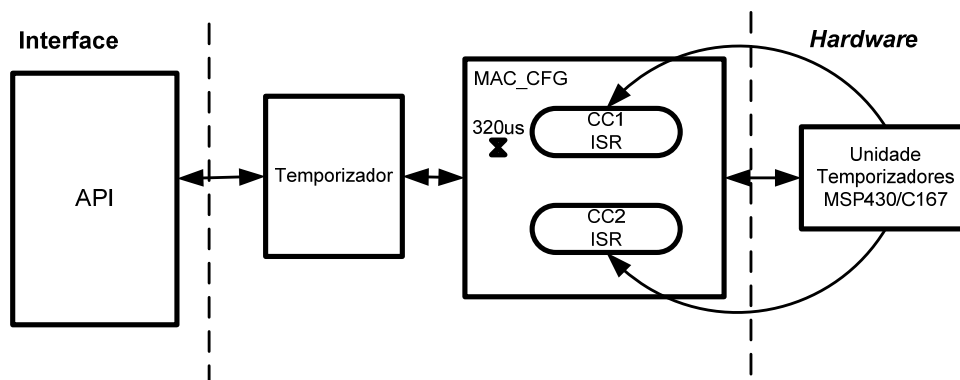 Interface
Hardware
MAC_CFG
320us
CC1
ISR
API
Temporizador
Unidade
Temporizadores
MSP430/C167
CC2
ISR